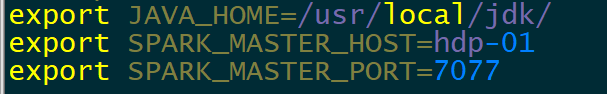 export JAVA_HOME=/usr/local/jdk/
export SPARK_MASTER_HOST=hdp-01
export SPARK_MASTER_PORT=7077